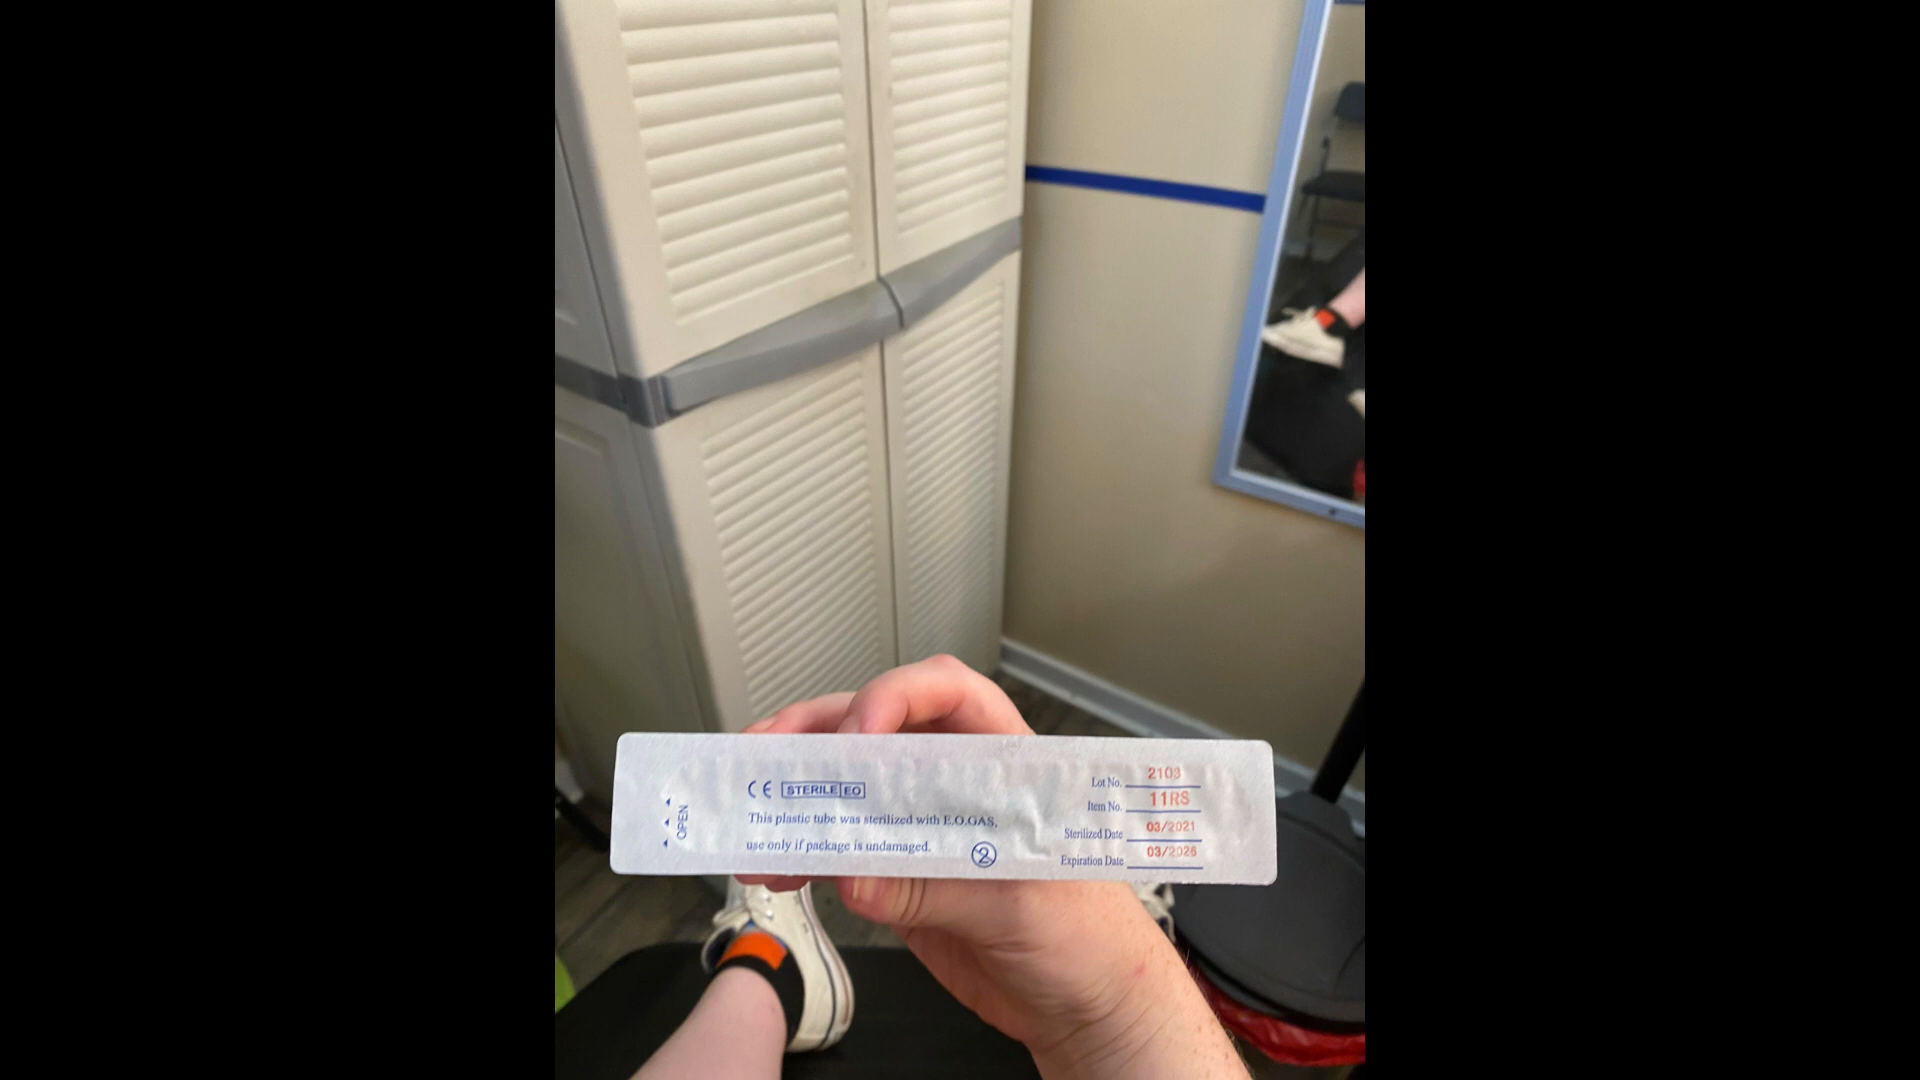 CE STERILE EO
This plastic tube was sterilized with E.O.GAS,
use only if package is undamaged.
2
OPEN
Lot No. 2103
Item No. 11RS
Sterilized Date 03/2021
Expiration Date 03/2026